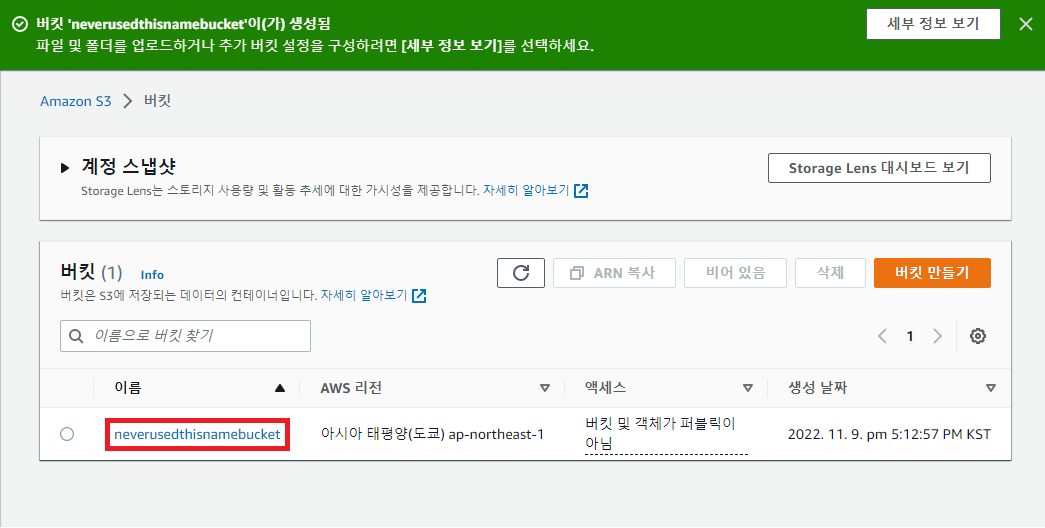 버킷 'neverusedthisnamebucket'이(가) 생성됨
파일 및 폴더를 업로드하거나 추가 버킷 설정을 구성하려면 [세부 정보 보기]를 선택하세요.
세부 정보 보기
Amazon S3 > 버킷
계정 스냅샷
Storage Lens는 스토리지 사용량 및 활동 추세에 대한 가시성을 제공합니다. 자세히 알아보기
Storage Lens 대시보드 보기
버킷 (1) Info
버킷은 S3에 저장되는 데이터의 컨테이너입니다. 자세히 알아보기
ARN 복사
비어 있음
삭제
버킷 만들기
이름으로 버킷 찾기
1
이름 AWS 리전 액세스 생성 날짜
neverusedthisnamebucket
아시아 태평양(도쿄) ap-northeast-1
버킷 및 객체가 퍼블릭이
아님
2022. 11. 9. pm 5:12:57 PM KST